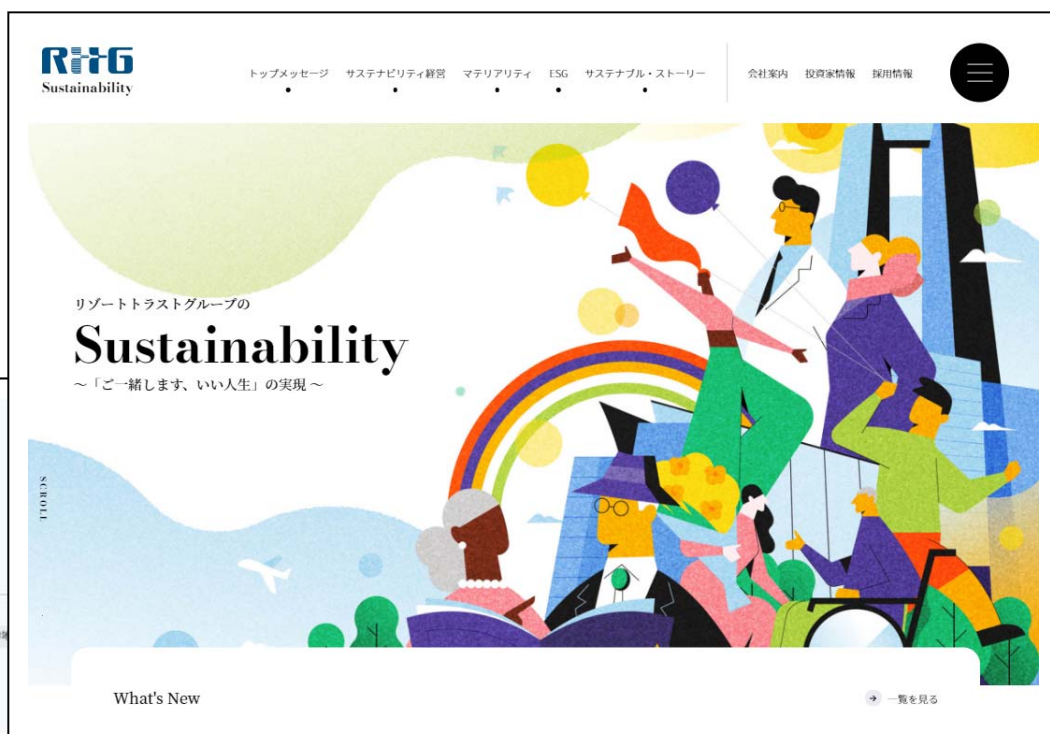 RTTG
Sustainability
トップメッセージ サステナビリティ経営 マテリアリティ ESG サステナブル・ストーリー 会社案内 投資家情報 採用情報
リゾートトラストグループの
Sustainability
~「ご一緒します、いい人生」の実現~
SCROLL
What's New
一覧を見る